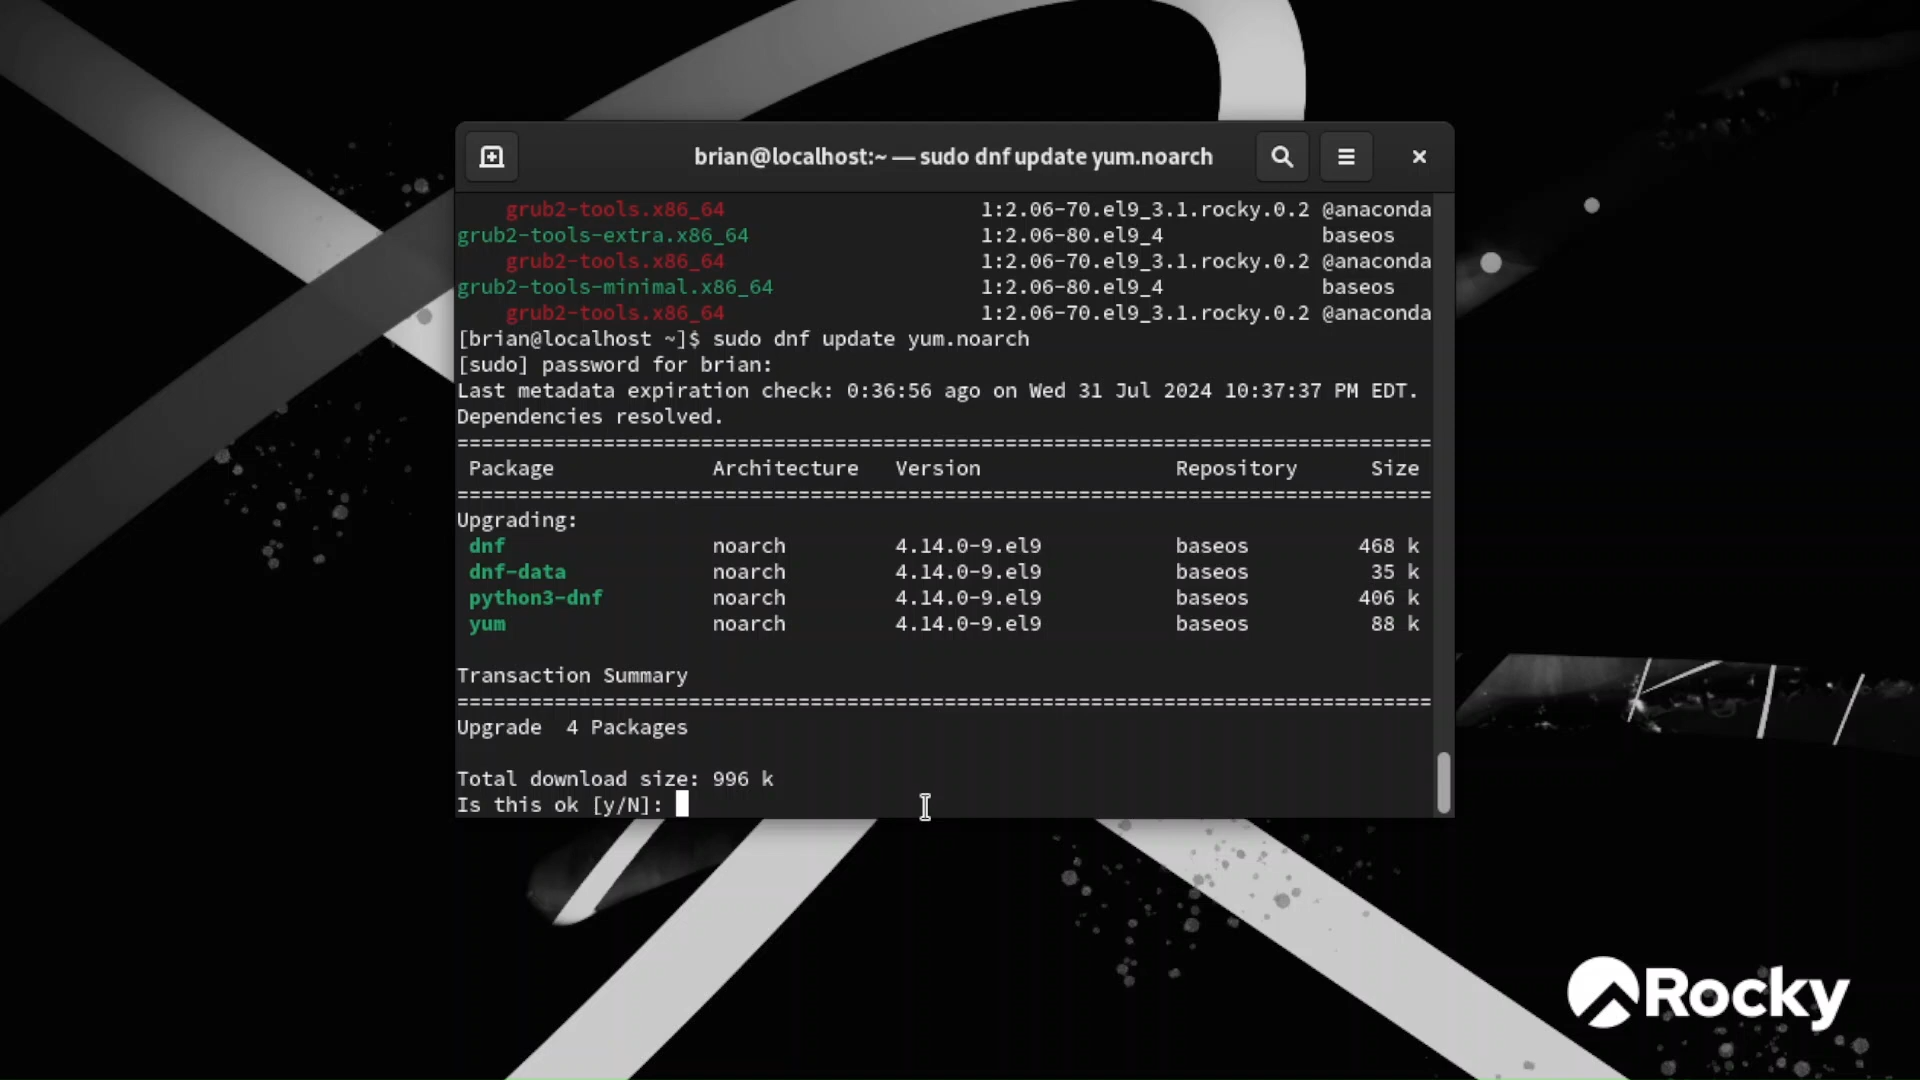 brian@localhost:~ — sudo dnf update yum.noarch
grub2-tools.x86_64 1:2.06-70.el9_3.1.rocky.0.2 @anaconda
grub2-tools-extra.x86_64 1:2.06-80.el9_4 baseos
grub2-tools.x86_64 1:2.06-70.el9_3.1.rocky.0.2 @anaconda
grub2-tools-minimal.x86_64 1:2.06-80.el9_4 baseos
grub2-tools.x86_64 1:2.06-70.el9_3.1.rocky.0.2 @anaconda
[brian@localhost ~]$ sudo dnf update yum.noarch
[sudo] password for brian:
Last metadata expiration check: 0:36:56 ago on Wed 31 Jul 2024 10:37:37 PM EDT.
Dependencies resolved.
================================================================================
Package Architecture Version Repository Size
================================================================================
Upgrading:
dnf noarch 4.14.0-9.el9 baseos 468 k
dnf-data noarch 4.14.0-9.el9 baseos 35 k
python3-dnf noarch 4.14.0-9.el9 baseos 406 k
yum noarch 4.14.0-9.el9 baseos 88 k
Transaction Summary
================================================================================
Upgrade 4 Packages
Total download size: 996 k
Is this ok [y/N]:
Rocky